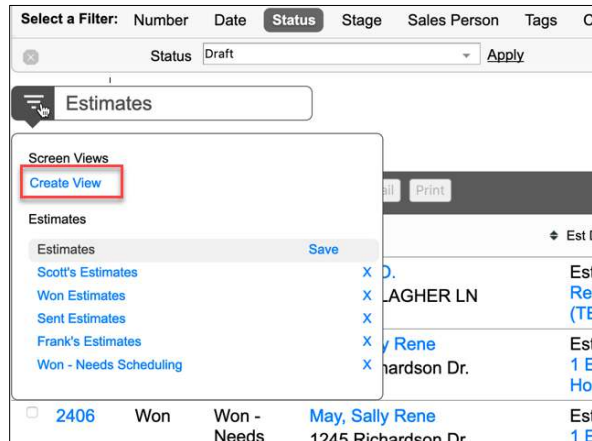 Select a Filter: Number Date Status Stage Sales Person Tags
Status Draft Apply
Estimates
Screen Views
Create View
Print
Estimates
Est
Estimates Save
Scott's Estimates X D. Est
Won Estimates X LAGHER LN Re
Sent Estimates X (TE
Frank's Estimates X y Rene Est
Won - Needs Scheduling X hardson Dr. 1 E
Ho
2406 Won Won - May, Sally Rene Est
Needs 1245 Richardson Dr. 1 E